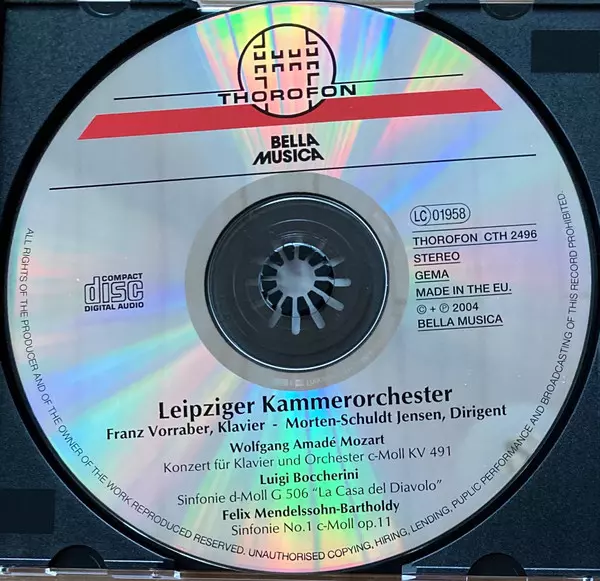 THOROFON
BELLA
MUSICA
LC 01958
THOROFON CTH 2496
STEREO
GEMA
MADE IN THE EU.
© + ℗ 2004
BELLA MUSICA
COMPACT
disc
DIGITAL AUDIO
Leipziger Kammerorchester
Franz Vorraber, Klavier - Morten-Schuldt Jensen, Dirigent
Wolfgang Amadé Mozart
Konzert für Klavier und Orchester c-Moll KV 491
Luigi Boccherini
Sinfonie d-Moll G 506 "La Casa del Diavolo"
Felix Mendelssohn-Bartholdy
Sinfonie No.1 c-Moll op.11
ALL RIGHTS OF THE PRODUCER AND OF THE OWNER OF THE WORK REPRODUCED RESERVED. UNAUTHORISED COPYING, HIRING, LENDING, PUPLIC PERFORMANCE AND BROADCASTING OF THIS RECORD PROHIBITED.